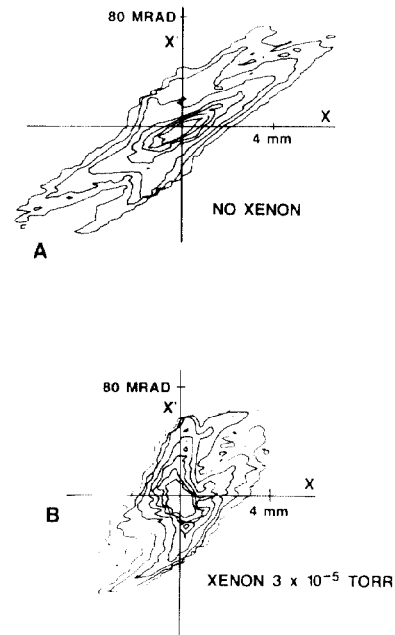 80 MRAD
X'
X
4 mm
NO XENON
A
80 MRAD
X'
X
4 mm
B
XENON 3 x 10⁻⁵ TORR